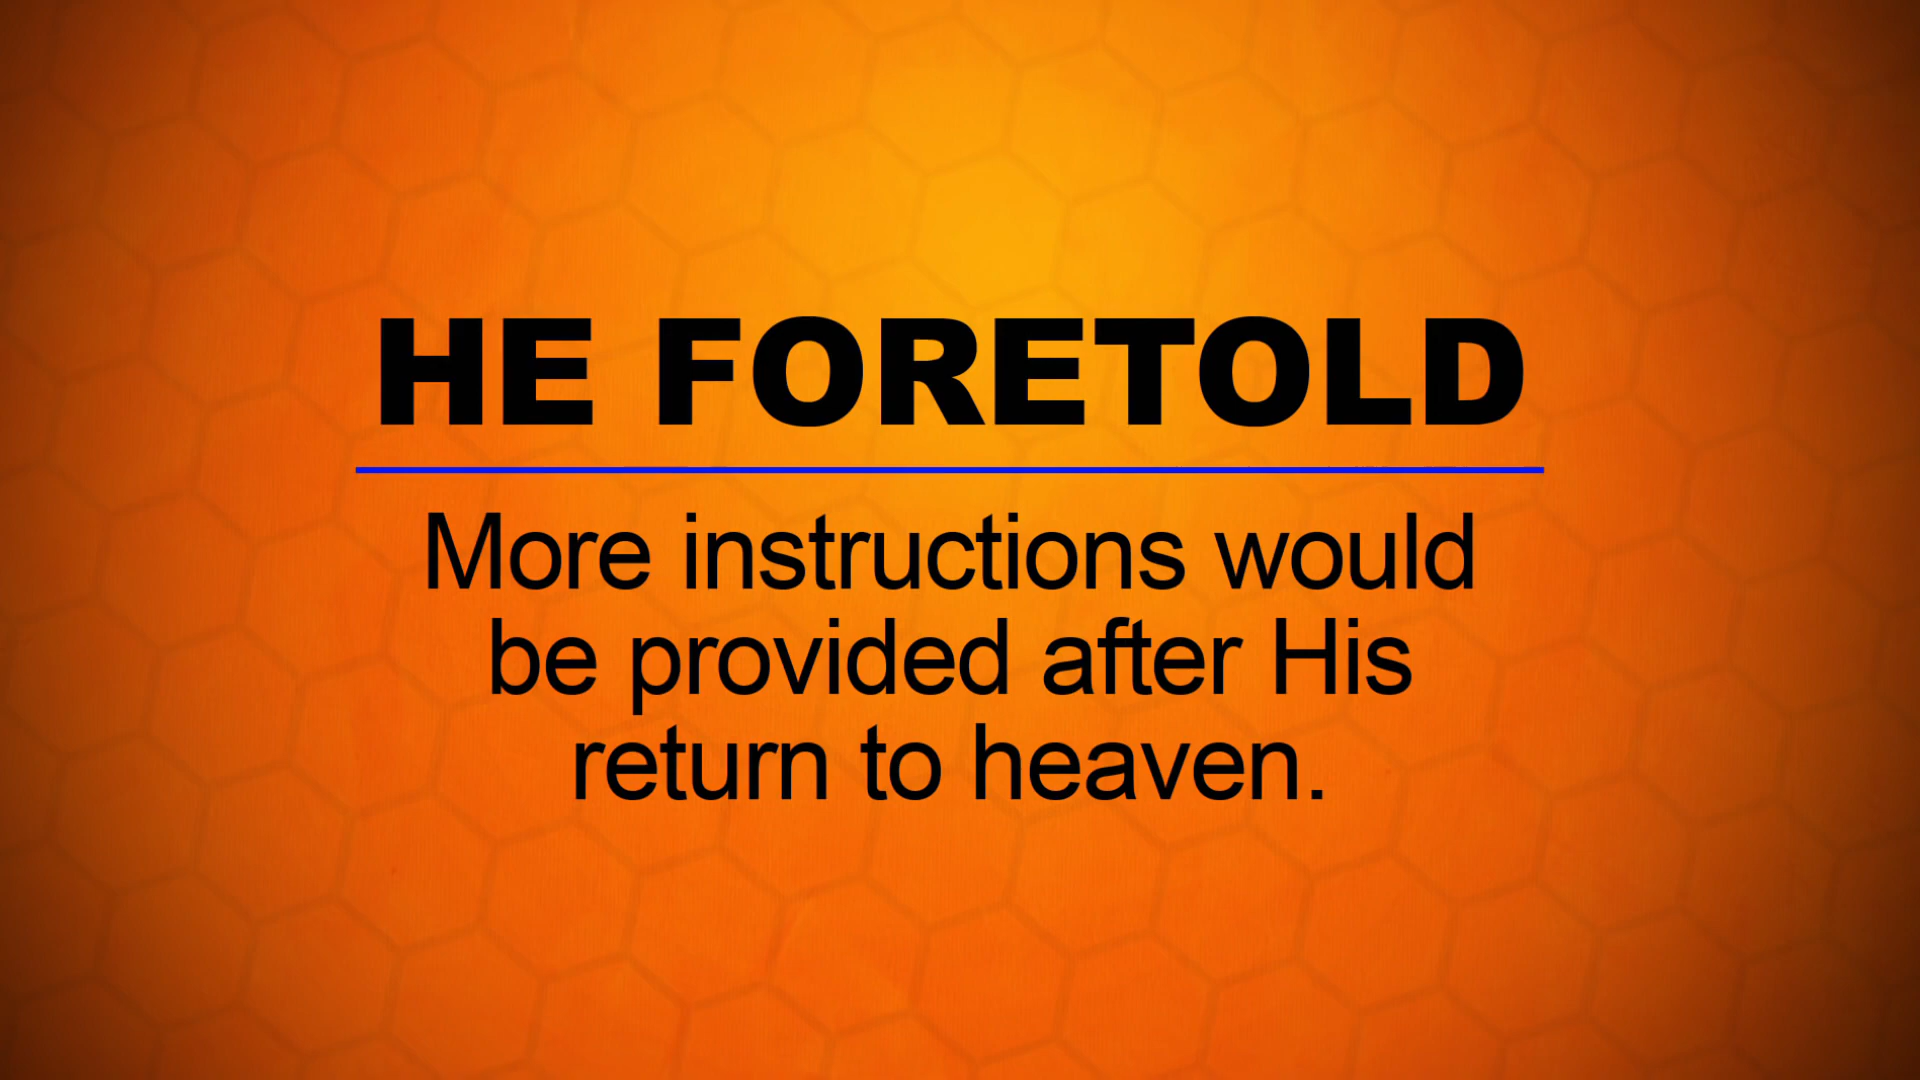 HE FORETOLD
More instructions would
be provided after His
return to heaven.